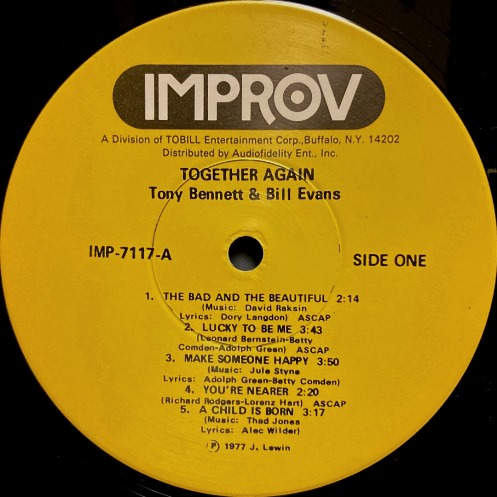 IMPROV
A Division of TOBILL Entertainment Corp.,Buffalo, N.Y. 14202
Distributed by Audiofidelity Ent., Inc.
TOGETHER AGAIN
Tony Bennett & Bill Evans
IMP-7117-A
SIDE ONE
1. THE BAD AND THE BEAUTIFUL 2:14
(Music: David Raksin
Lyrics: Dory Langdon) ASCAP
2. LUCKY TO BE ME 3:43
(Leonard Bernstein-Betty
Comden-Adolph Green) ASCAP
3. MAKE SOMEONE HAPPY 3:50
(Music: Jule Styne
Lyrics: Adolph Green-Betty Comden)
4. YOU'RE NEARER 2:20
(Richard Rodgers-Lorenz Hart) ASCAP
5. A CHILD IS BORN 3:17
(Music: Thad Jones
Lyrics: Alec Wilder)
℗ 1977 J. Lewin